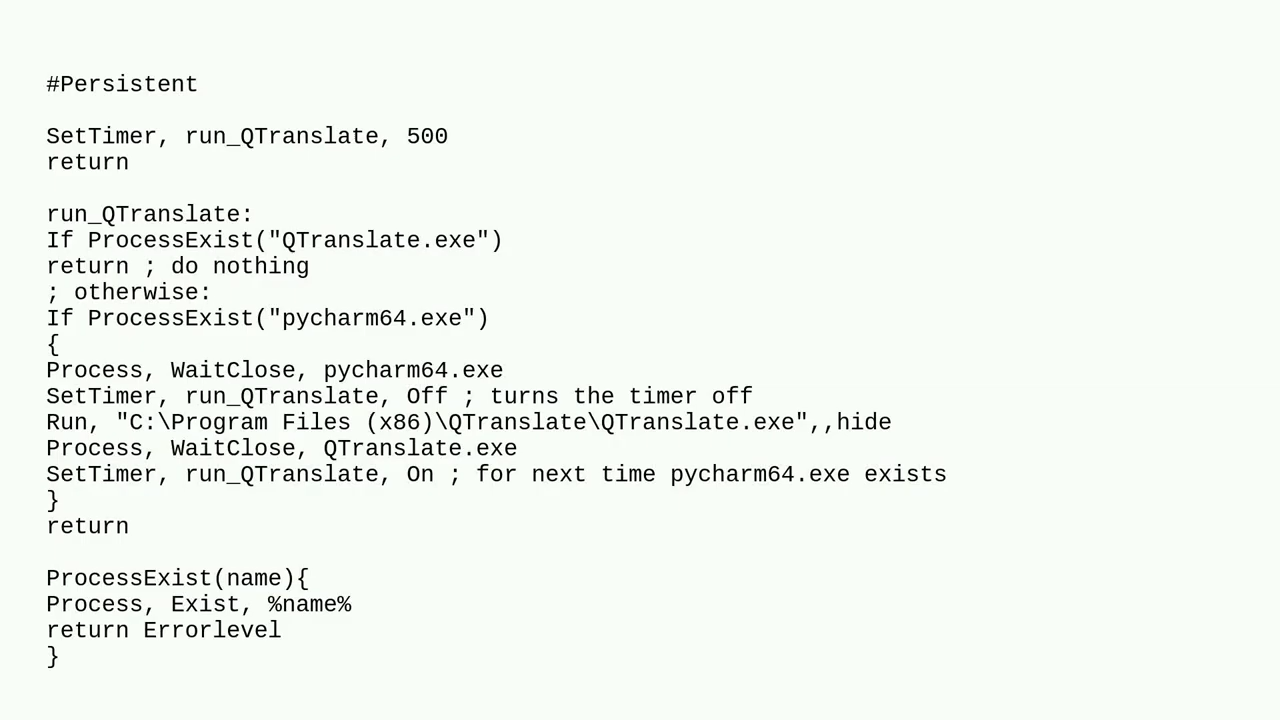 #Persistent
SetTimer, run_QTranslate, 500
return
run_QTranslate:
If ProcessExist("QTranslate.exe")
return ; do nothing
; otherwise:
If ProcessExist("pycharm64.exe")
{
Process, WaitClose, pycharm64.exe
SetTimer, run_QTranslate, Off ; turns the timer off
Run, "C:\Program Files (x86)\QTranslate\QTranslate.exe",,hide
Process, WaitClose, QTranslate.exe
SetTimer, run_QTranslate, On ; for next time pycharm64.exe exists
}
return
ProcessExist(name){
Process, Exist, %name%
return Errorlevel
}